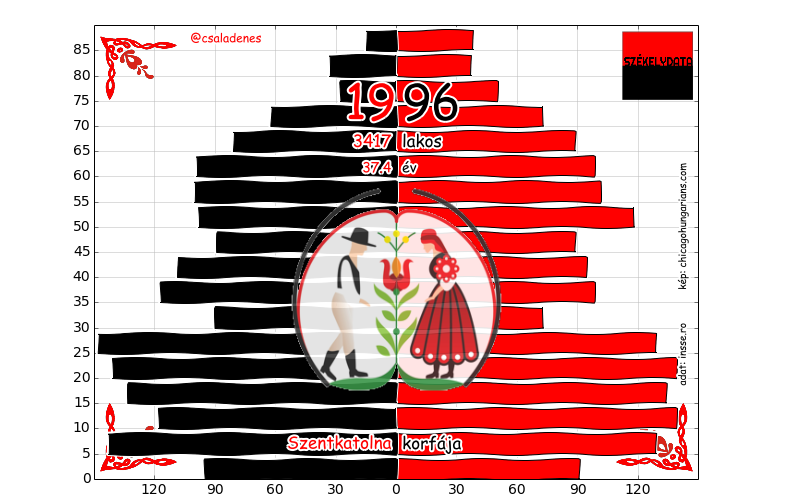 @csaladenes
SZÉKELYDATA
1996
3417 lakos
37.4 év
kép: chicagohungarians.com
adat: insse.ro
Szentkatolna korfája
85
80
75
70
65
60
55
50
45
40
35
30
25
20
15
10
5
0
120 90 60 30 0 30 60 90 120